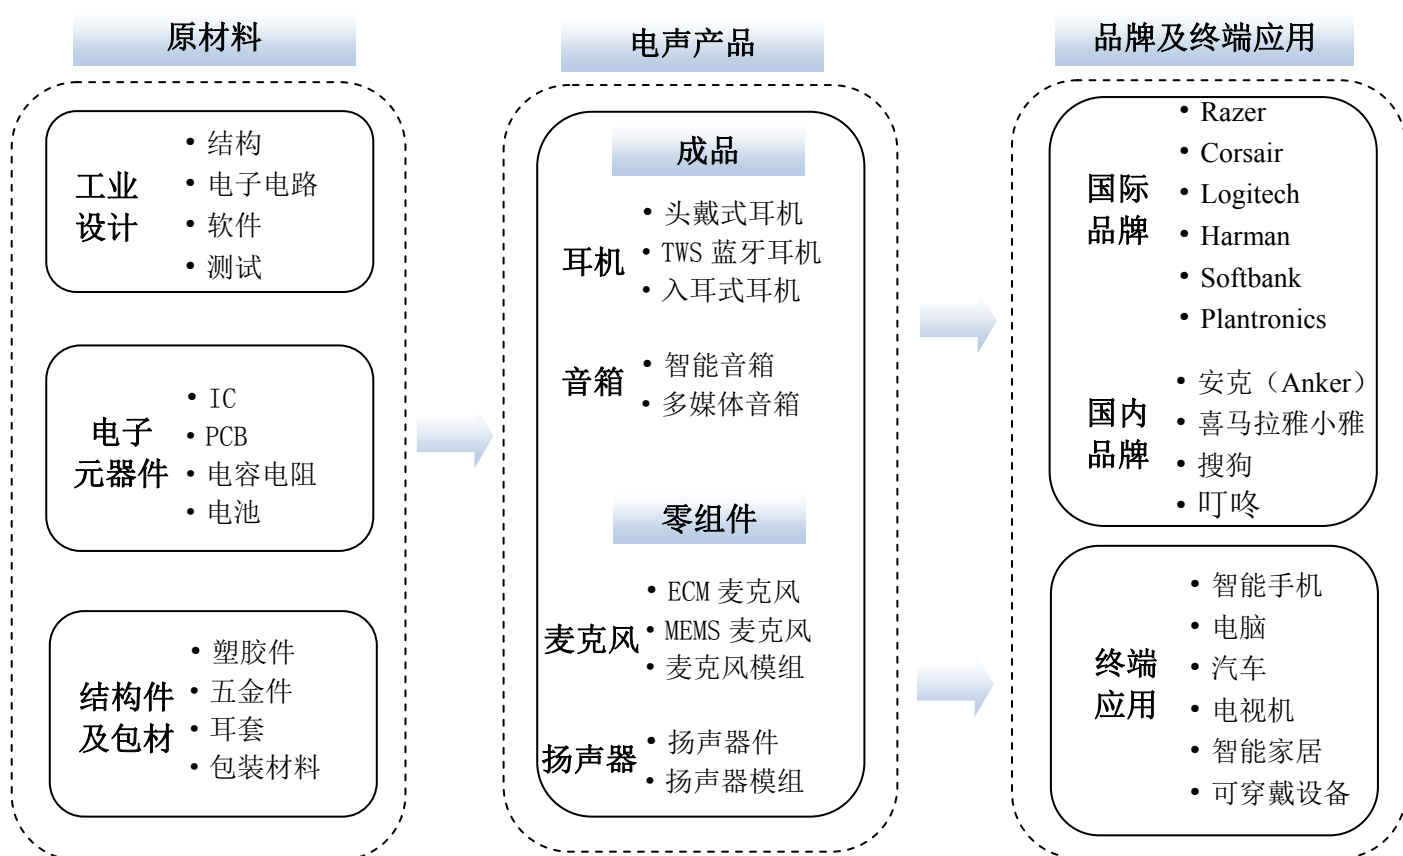 原材料
工业
设计
• 结构
• 电子电路
• 软件
• 测试
电子
元器件
• IC
• PCB
• 电容电阻
• 电池
结构件
及包材
• 塑胶件
• 五金件
• 耳套
• 包装材料
电声产品
成品
耳机
• 头戴式耳机
• TWS 蓝牙耳机
• 入耳式耳机
音箱
• 智能音箱
• 多媒体音箱
零组件
麦克风
• ECM 麦克风
• MEMS 麦克风
• 麦克风模组
扬声器
• 扬声器件
• 扬声器模组
品牌及终端应用
国际
品牌
• Razer
• Corsair
• Logitech
• Harman
• Softbank
• Plantronics
国内
品牌
• 安克（Anker）
• 喜马拉雅小雅
• 搜狗
• 叮咚
终端
应用
• 智能手机
• 电脑
• 汽车
• 电视机
• 智能家居
• 可穿戴设备